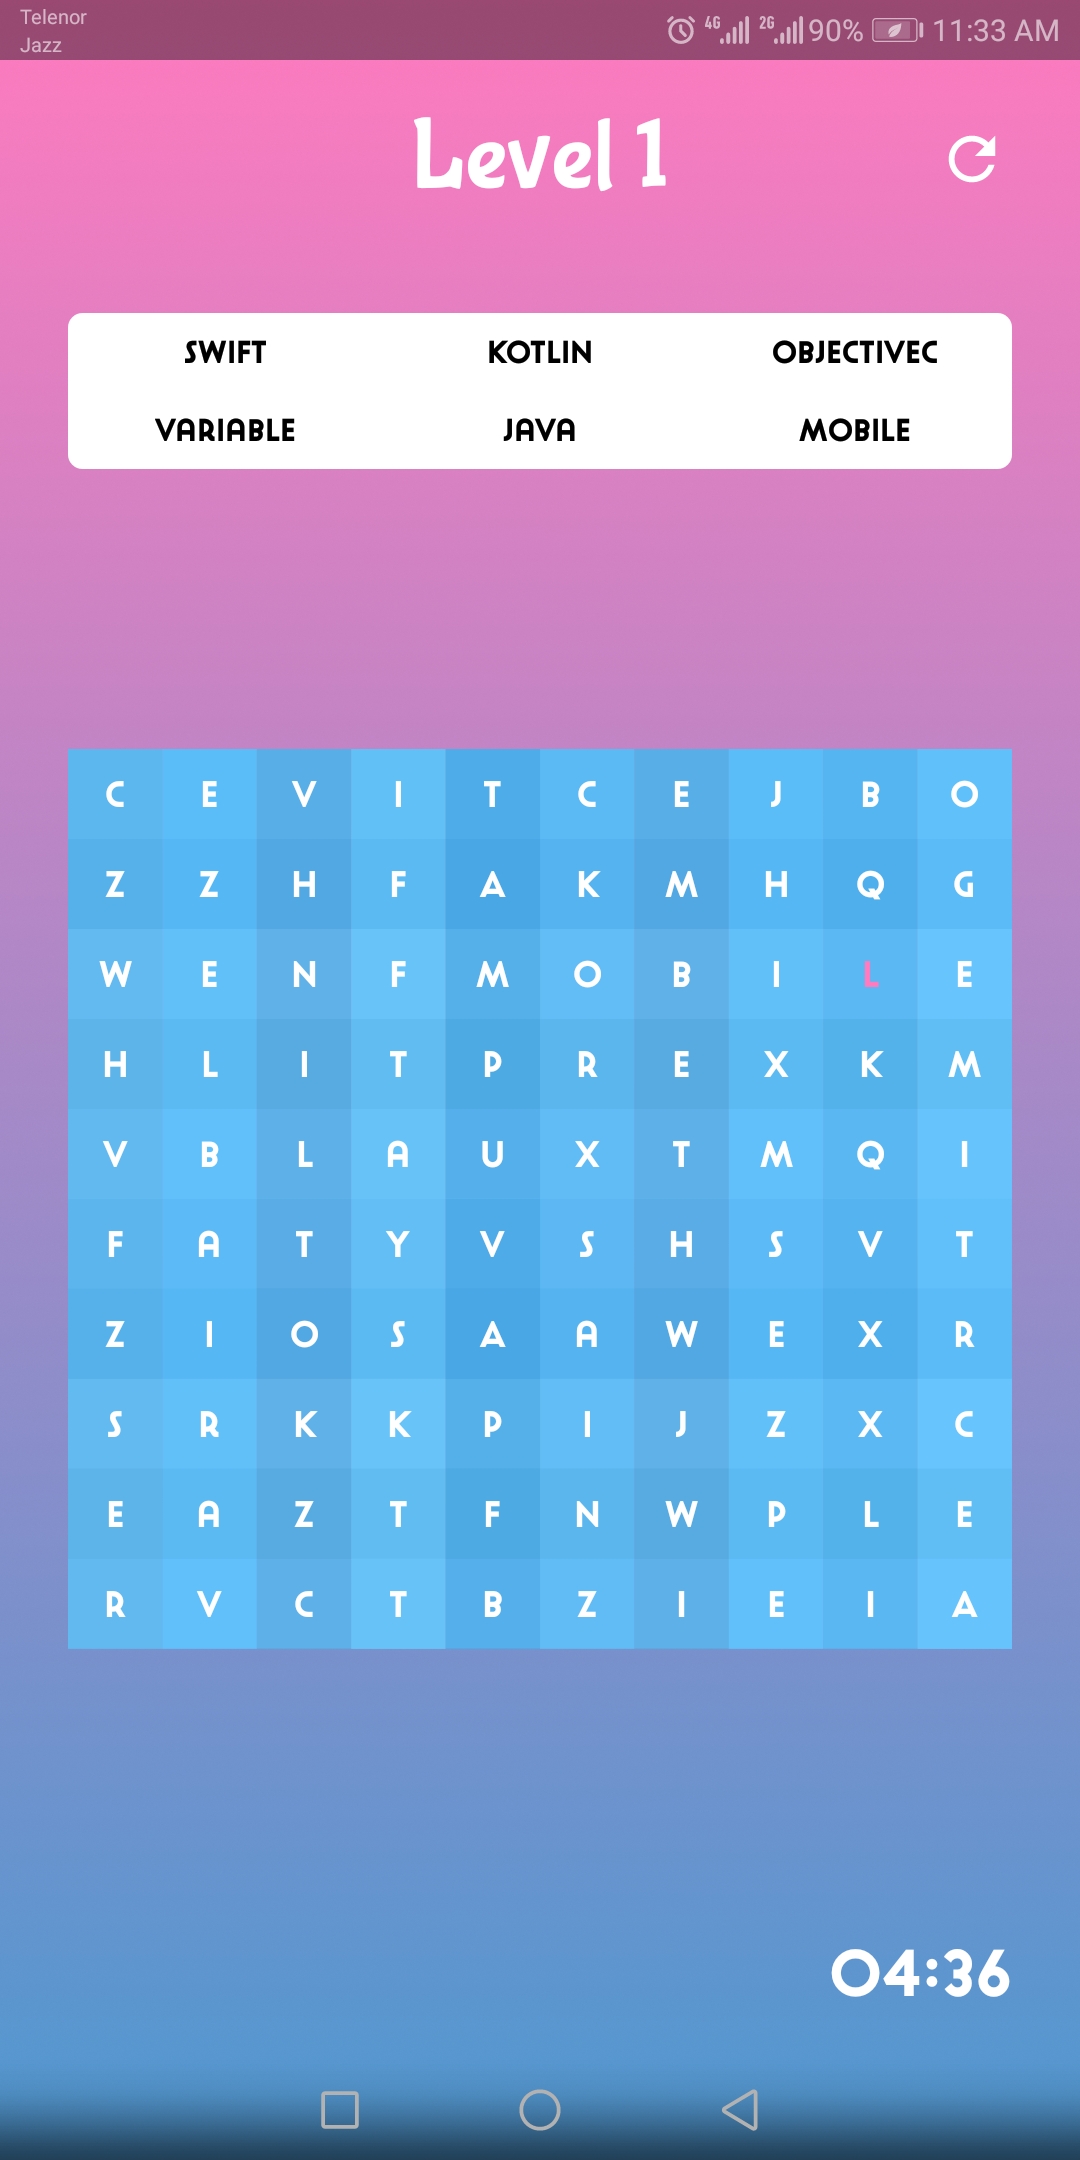 Telenor
Jazz
4G 2G 90% 11:33 AM
Level 1
SWIFT KOTLIN OBJECTIVEC
VARIABLE JAVA MOBILE
C E V I T C E J B O
Z Z H F A K M H Q G
W E N F M O B I L E
H L I T P R E X K M
V B L A U X T M Q I
F A T Y V S H S V T
Z I O S A A W E X R
S R K K P I J Z X C
E A Z T F N W P L E
R V C T B Z I E I A
04:36